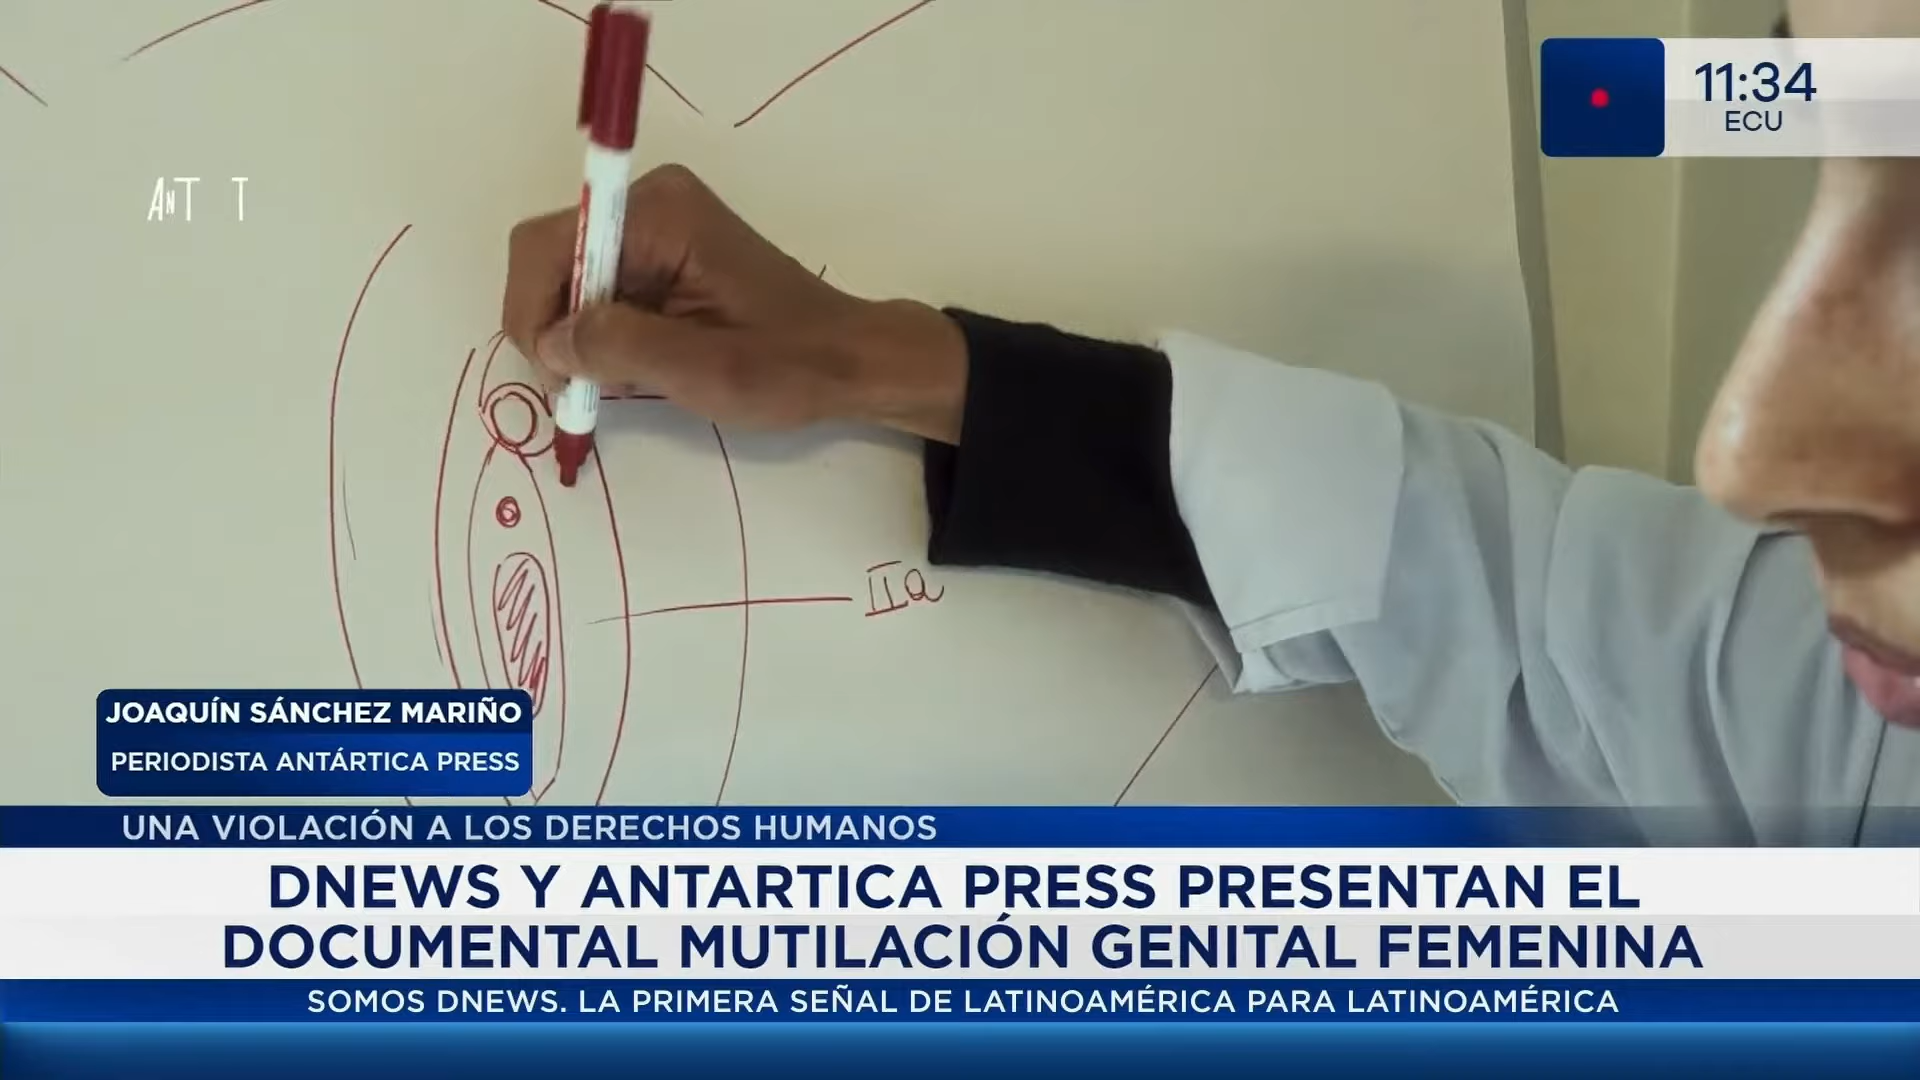 11:34
ECU
ANT T
IIa
JOAQUÍN SÁNCHEZ MARIÑO
PERIODISTA ANTÁRTICA PRESS
UNA VIOLACIÓN A LOS DERECHOS HUMANOS
DNEWS Y ANTARTICA PRESS PRESENTAN EL
DOCUMENTAL MUTILACIÓN GENITAL FEMENINA
SOMOS DNEWS. LA PRIMERA SEÑAL DE LATINOAMÉRICA PARA LATINOAMÉRICA